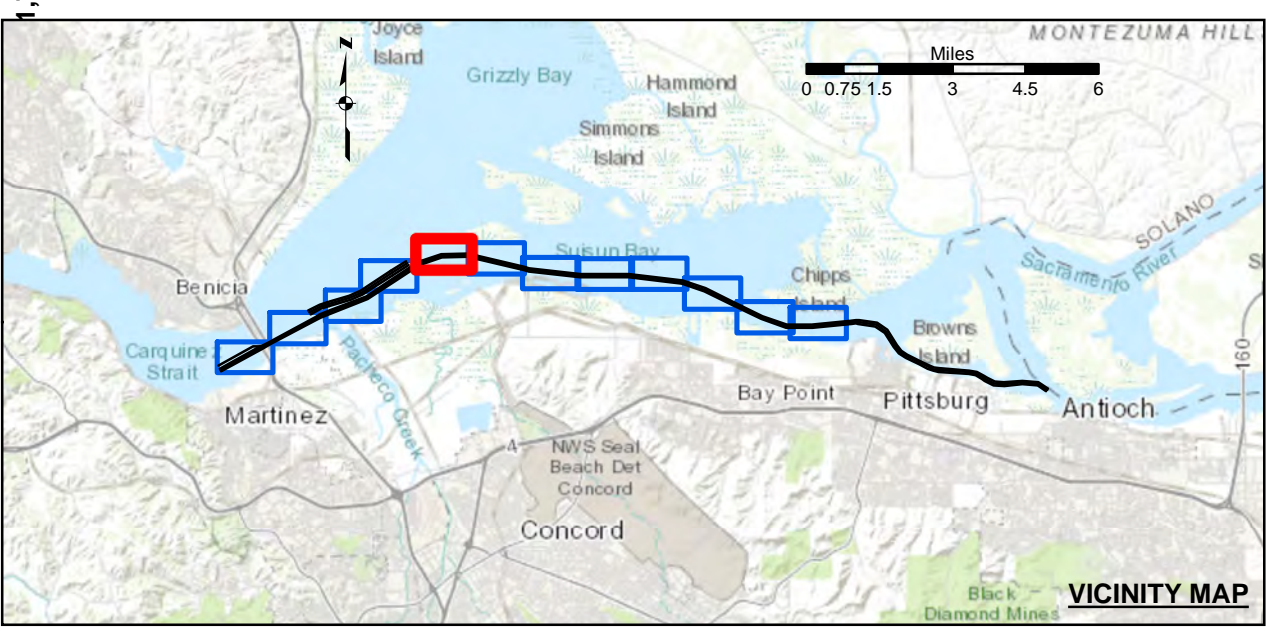 Joyce
Island
MONTEZUMA HILL
N
Miles
0 0.75 1.5 3 4.5 6
Grizzly Bay
Hammond
Island
Simmons
Island
SOLANO
Suisun Bay
Sacramento River
Chipps
Island
Benicia
Browns
Island
Carquinez
Strait
Pacheco Creek
160
Bay Point
Pittsburg
Antioch
Martinez
4
NWS Seal
Beach Det
Concord
Concord
Black
Diamond Mines
VICINITY MAP